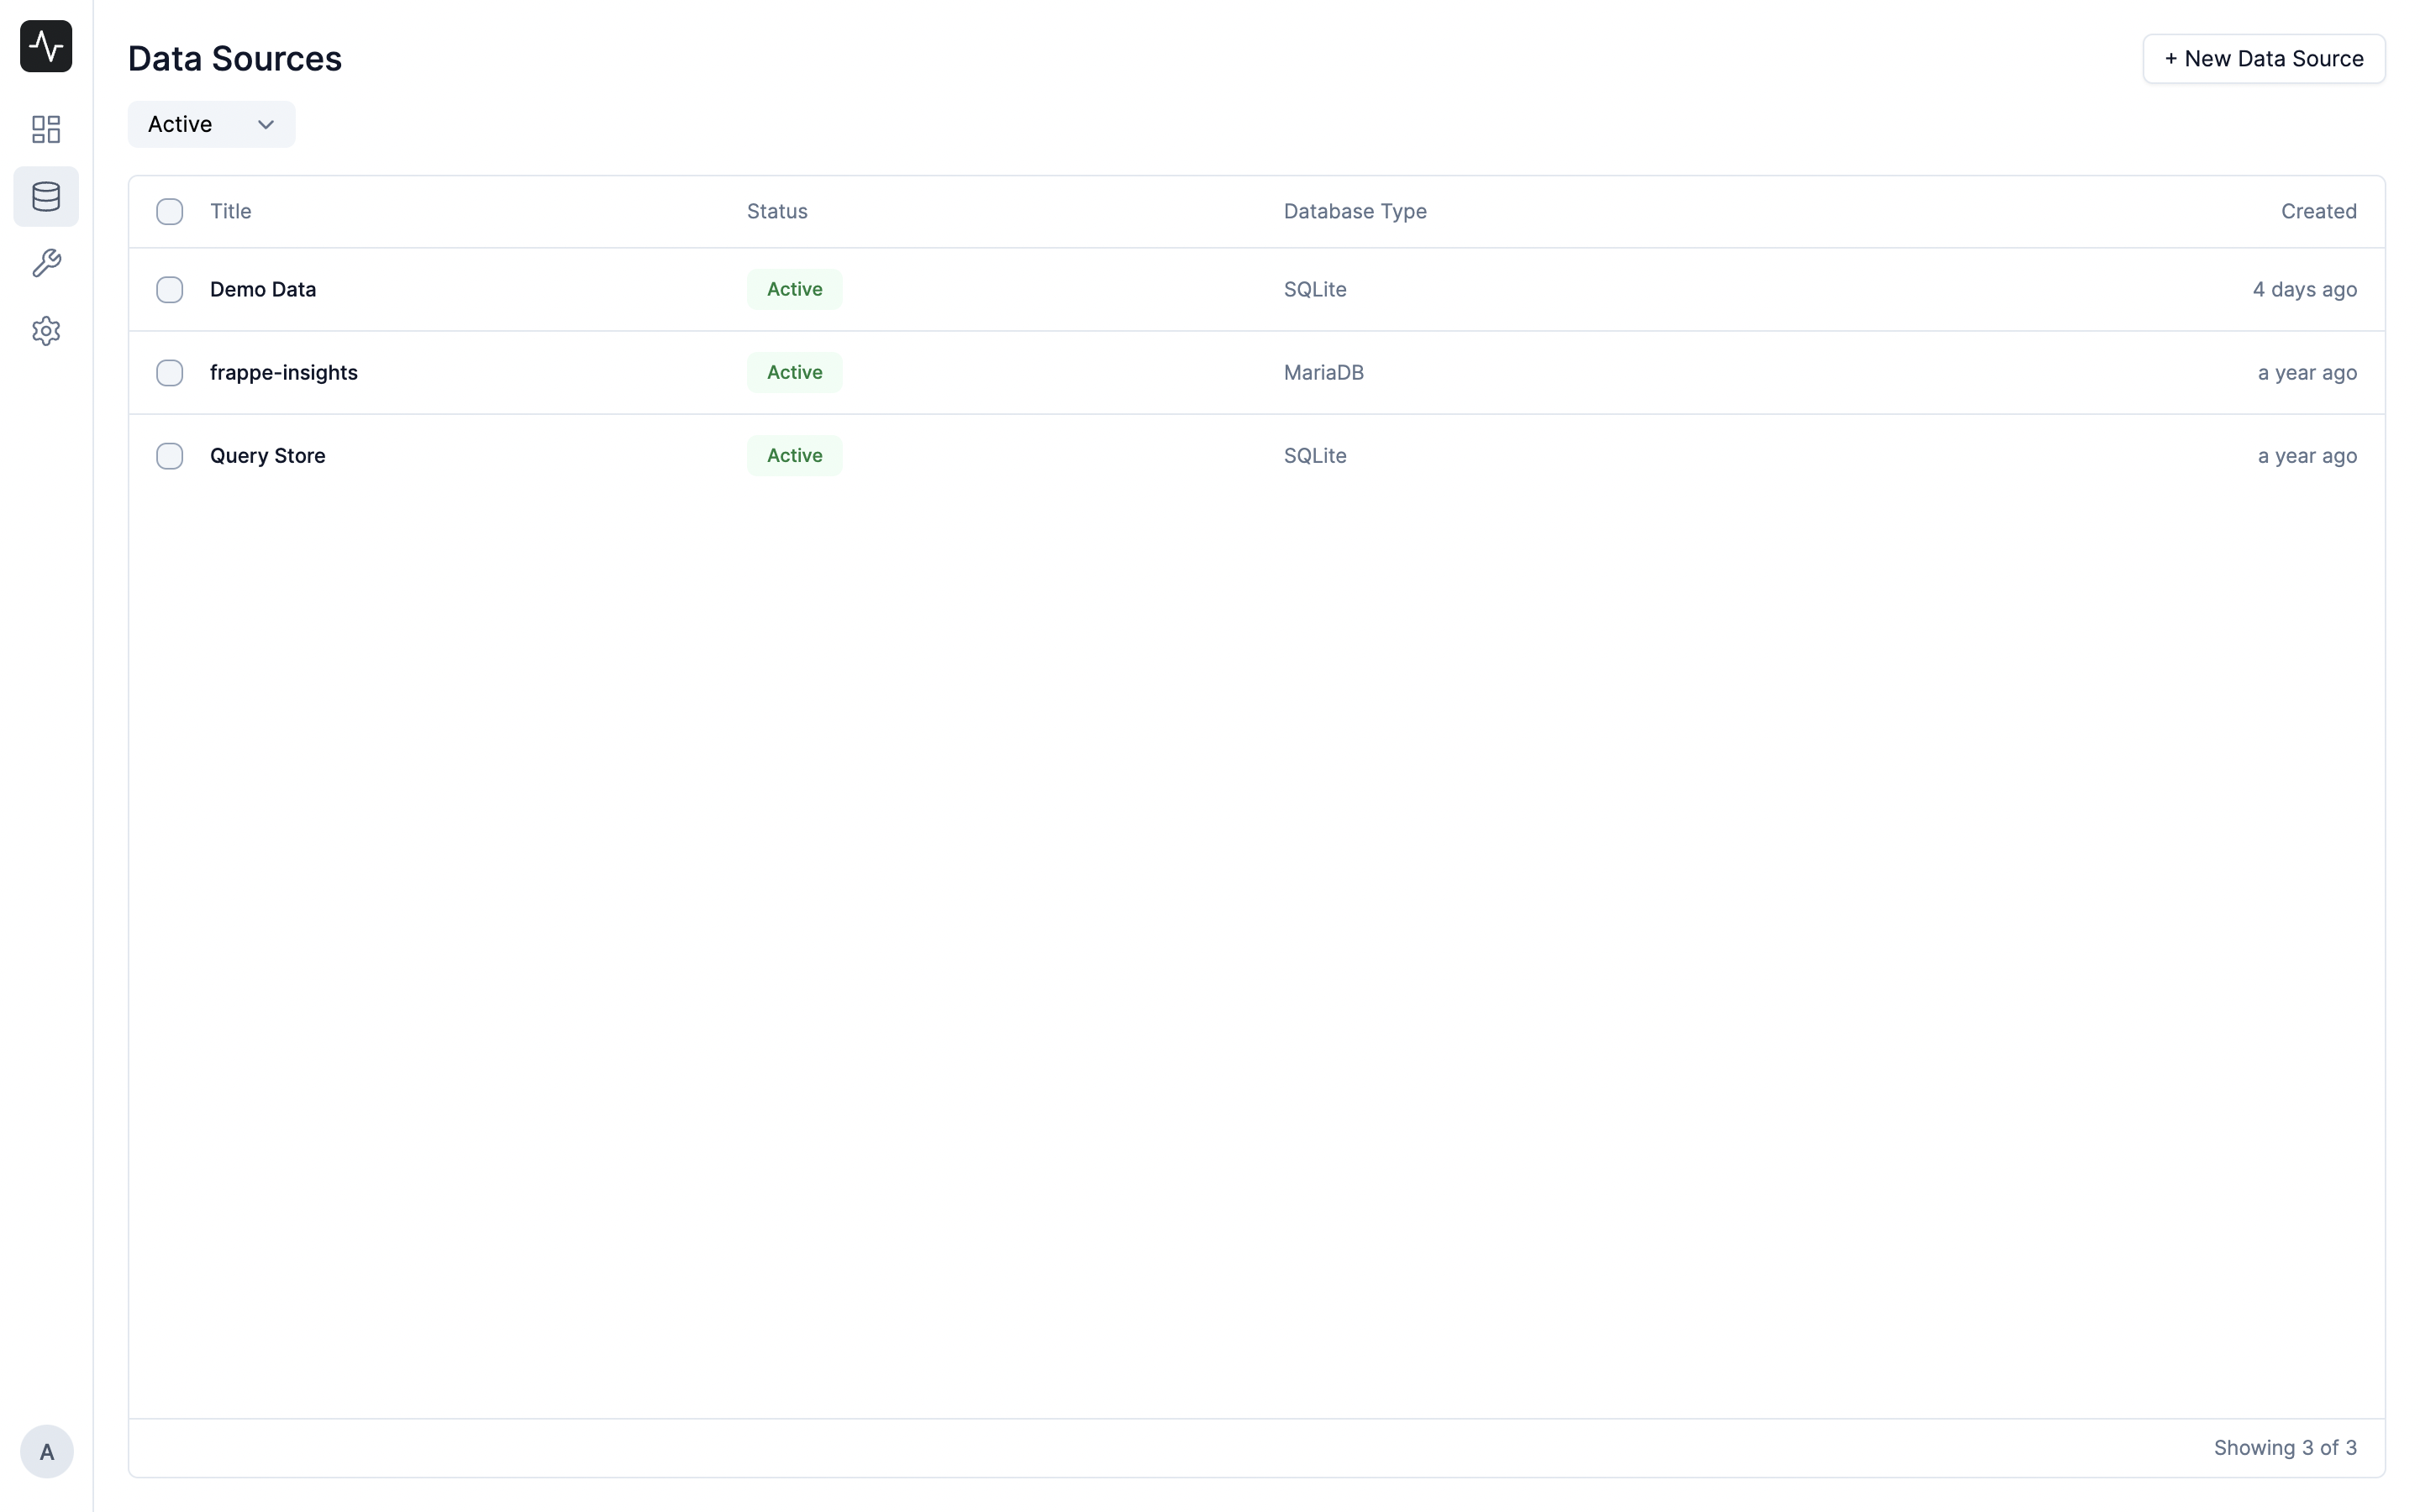 Data Sources
+ New Data Source
Active
Title Status Database Type Created
Demo Data Active SQLite 4 days ago
frappe-insights Active MariaDB a year ago
Query Store Active SQLite a year ago
A
Showing 3 of 3